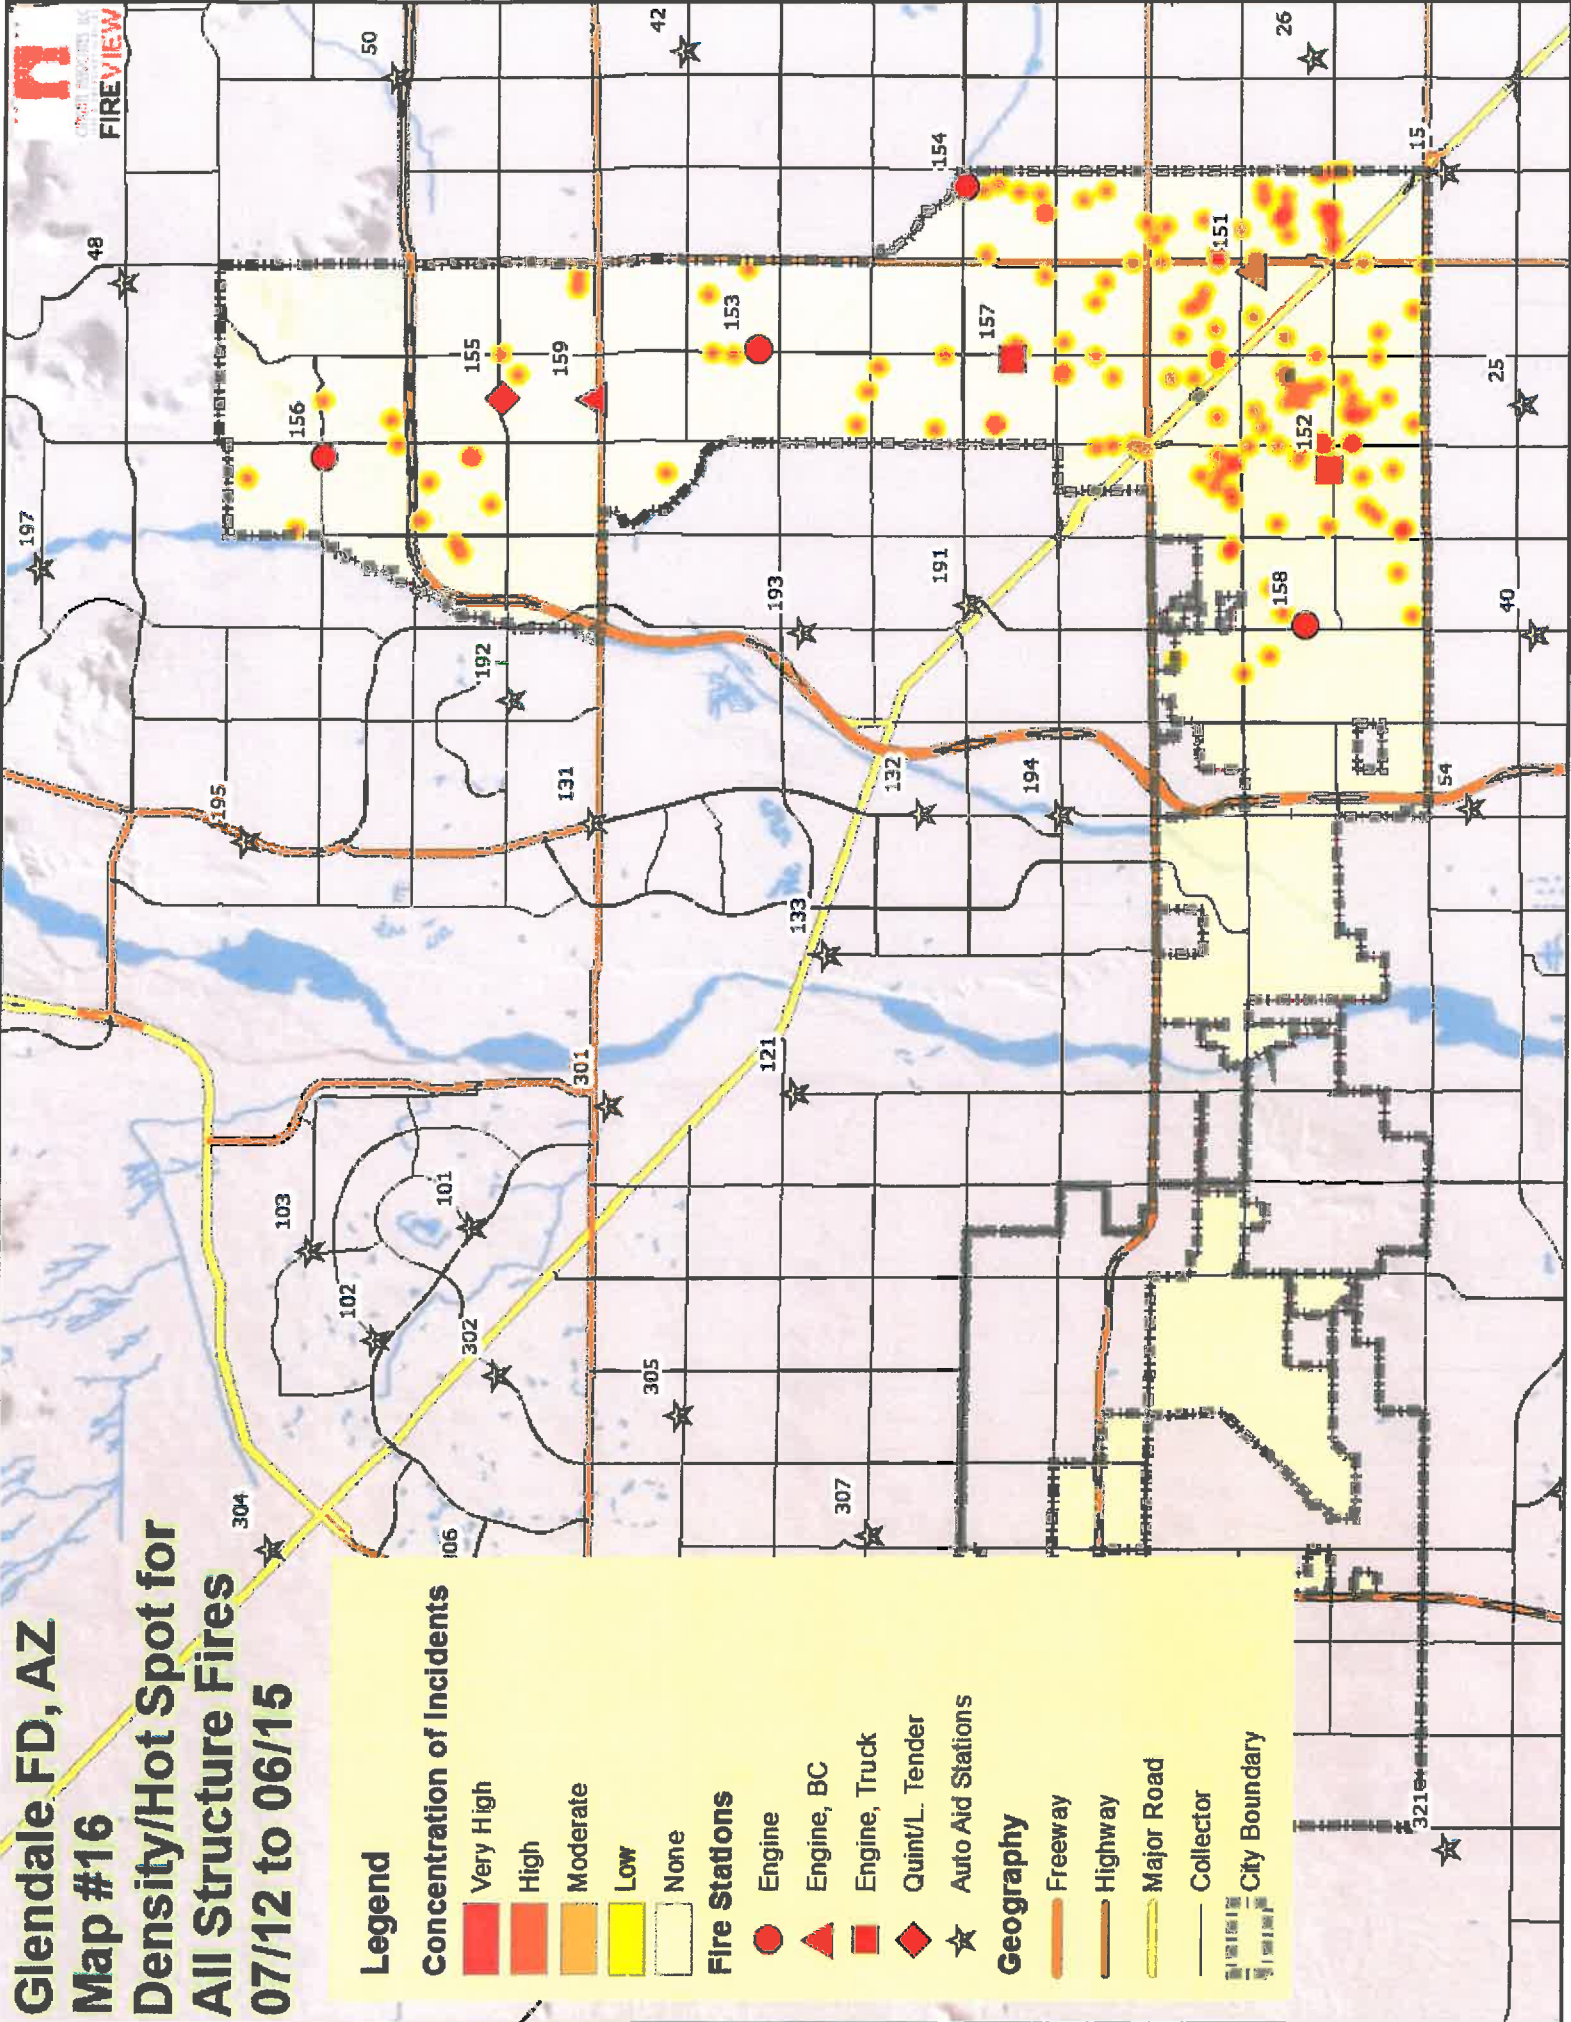 Glendale FD, AZ
Map #16
Density/Hot Spot for
All Structure Fires
07/12 to 06/15
FIREVIEW
Legend
Concentration of Incidents
Very High
High
Moderate
Low
None
Fire Stations
Engine
Engine, BC
Engine, Truck
Quint/L. Tender
Auto Aid Stations
Geography
Freeway
Highway
Major Road
Collector
City Boundary
304
103
102
101
302
306
305
307
301
121
133
132
131
195
192
193
194
191
197
48
50
42
26
156
155
159
153
154
157
151
152
158
15
25
40
54